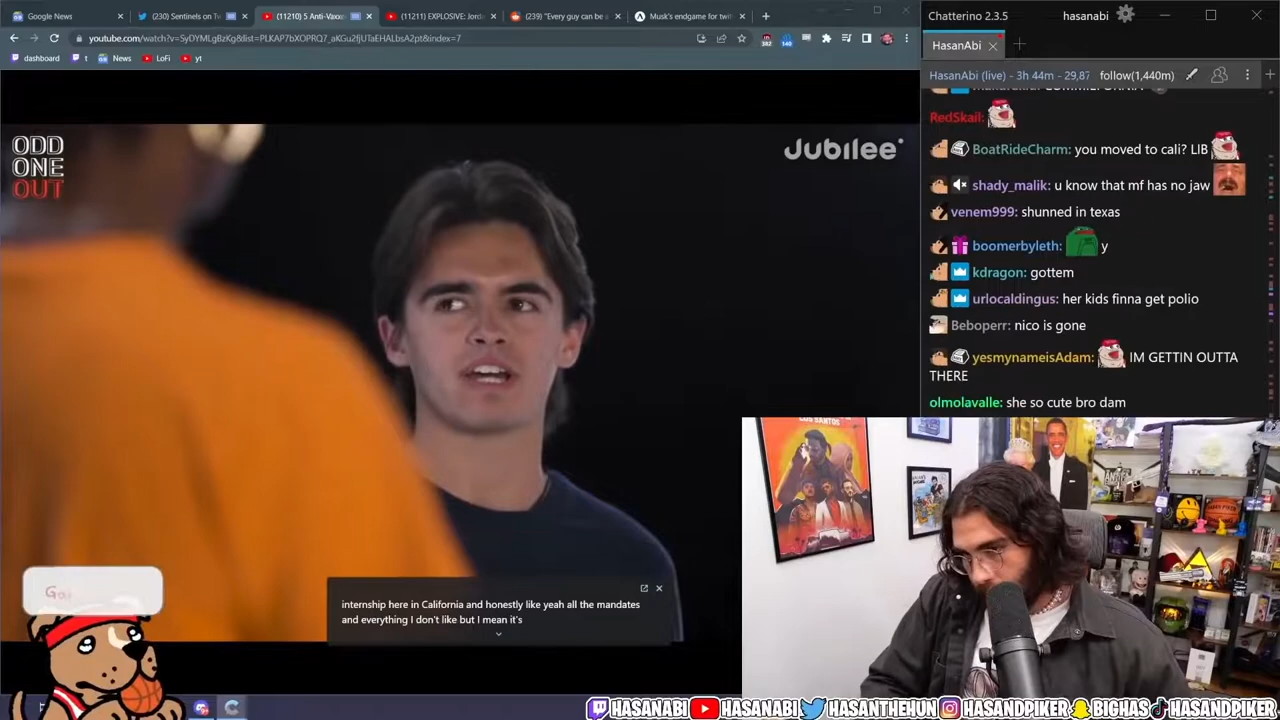 Google News
(230) Sentinels on Tw
(11210) 5 Anti-Vaxxe
(11211) EXPLOSIVE: Jord
(239) "Every guy can be a
Musk's endgame for twit
youtube.com/watch?v=SyDYMLgBzKg&list=PLKAP7bXOPRQ7_aKGu2fjUTaEHALbsA2pt&index=7
382
140
dashboard
t
News
LoFi
yt
ODD
ONE
OUT
Jubilee
internship here in California and honestly like yeah all the mandates
and everything I don't like but I mean it's
Chatterino 2.3.5
hasanabi
HasanAbi
HasanAbi (live) - 3h 44m - 29,87
follow(1,440m)
RedSkail:
BoatRideCharm: you moved to cali? LIB
shady_malik: u know that mf has no jaw
venem999: shunned in texas
boomerbyleth: y
kdragon: gottem
urlocaldingus: her kids finna get polio
Beboperr: nico is gone
yesmynameisAdam: IM GETTIN OUTTA
THERE
olmolavalle: she so cute bro dam
LOS SANTOS
HASANABI
HASANABI
HASANTHEHUN
HASANDPIKER
BIGHAS
HASANDPIKER